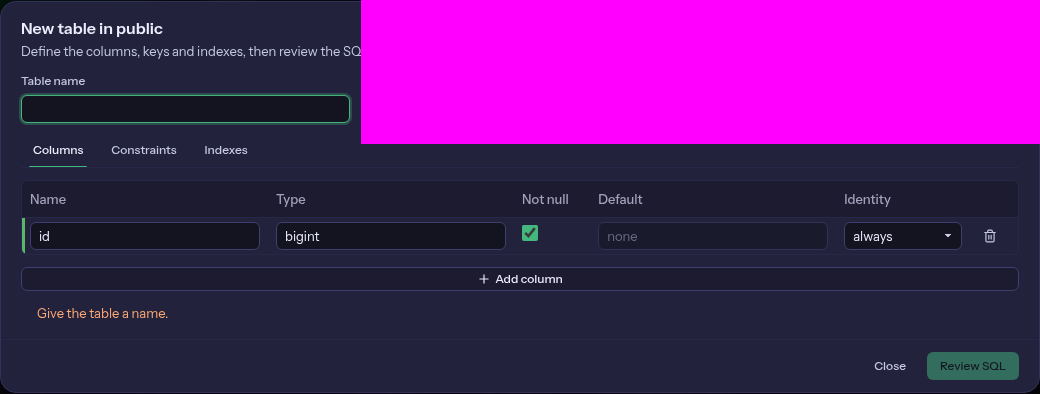 New table in public
Define the columns, keys and indexes, then review the
Table name
Columns Constraints Indexes
Name Type Not null Default Identity
id bigint none always
+ Add column
Give the table a name.
Close Review SQL